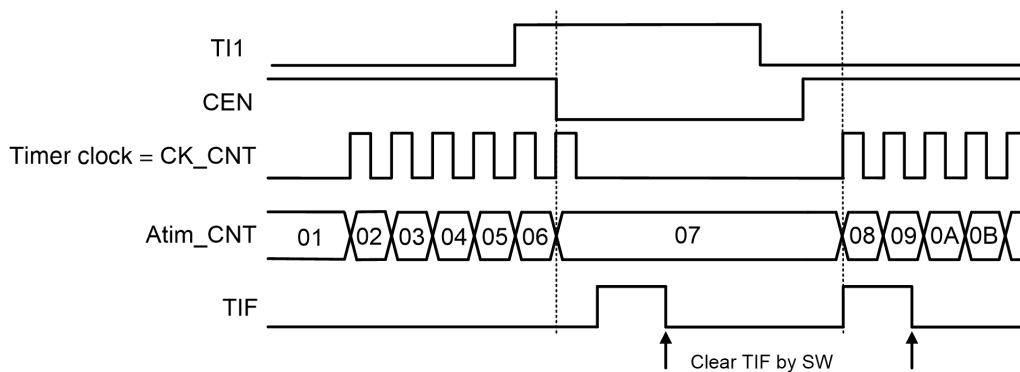 TI1
CEN
Timer clock = CK_CNT
Atim_CNT 01 02 03 04 05 06 07 08 09 0A 0B
TIF
Clear TIF by SW